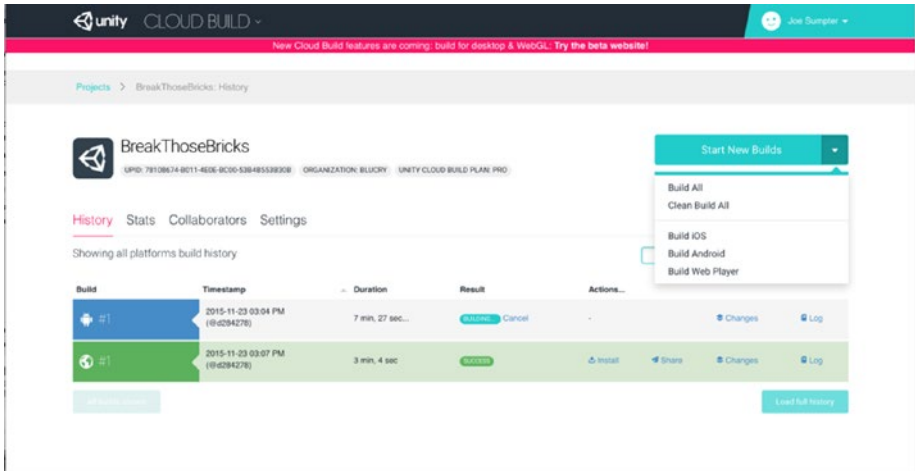 unity CLOUD BUILD
Joe Sumpter
New Cloud Build features are coming: build for desktop & WebGL: Try the beta website!
Projects > BreakThoseBricks: History
BreakThoseBricks
Start New Builds
ORGANIZATION: BLUCRY UNITY CLOUD BUILD PLAN: PRO
Build All
Clean Build All
History Stats Collaborators Settings
Build iOS
Showing all platforms build history
Build Android
Build Web Player
Build Timestamp Duration Result Actions...
#1 2015-11-23 03:04 PM 7 min, 27 sec... BUILDING... Cancel - Changes Log
(@d284278)
#1 2015-11-23 03:07 PM 3 min, 4 sec SUCCESS Install Share Changes Log
(@d284278)
Load full history